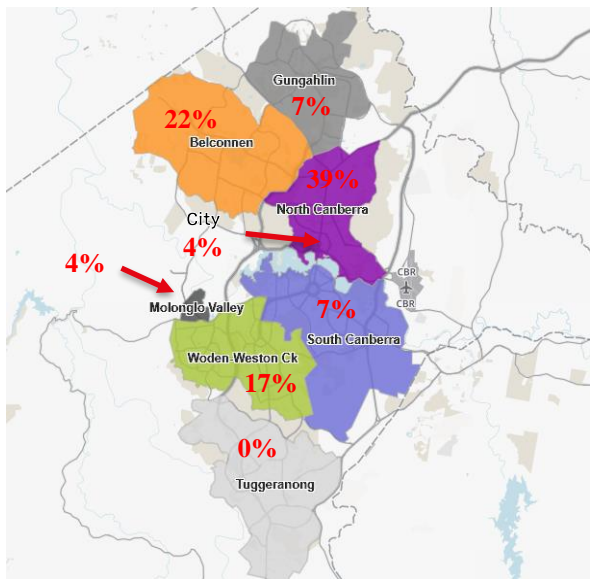 Gungahlin
7%
22%
Belconnen
39%
North Canberra
City
4%
4%
CBR
CBR
Molonglo Valley
7%
South Canberra
Woden-Weston Ck
17%
0%
Tuggeranong